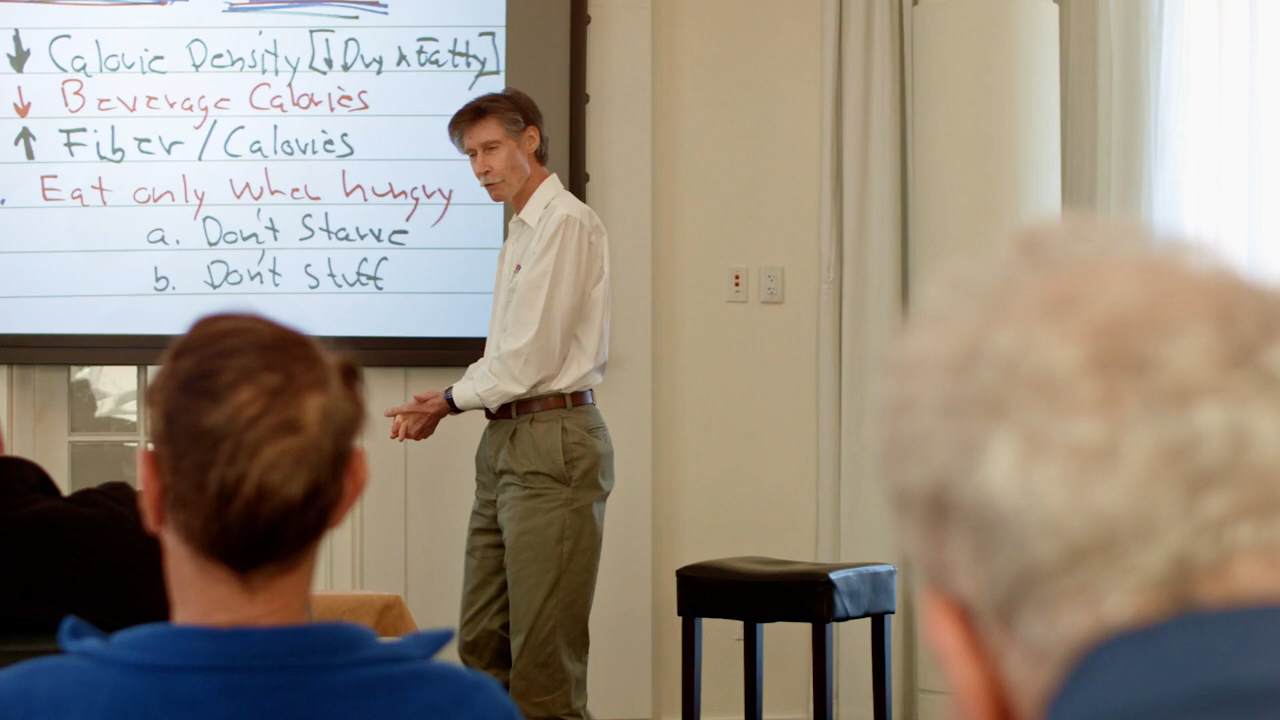 ↓ Caloric Density [↓Dry & Fatty]
↓ Beverage Calories
↑ Fiber / Calories
. Eat only when hungry
a. Don't Starve
b. Don't Stuff